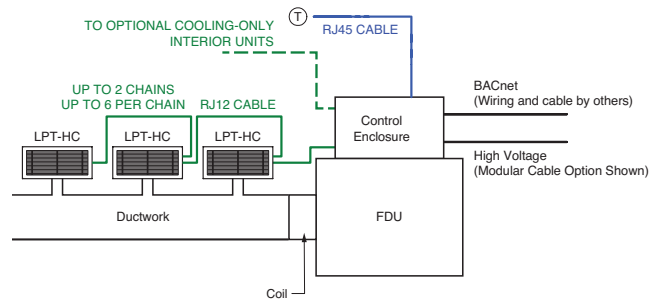 TO OPTIONAL COOLING-ONLY
INTERIOR UNITS
T
RJ45 CABLE
UP TO 2 CHAINS
UP TO 6 PER CHAIN
RJ12 CABLE
LPT-HC
LPT-HC
LPT-HC
Control
Enclosure
BACnet
(Wiring and cable by others)
High Voltage
(Modular Cable Option Shown)
Ductwork
FDU
Coil